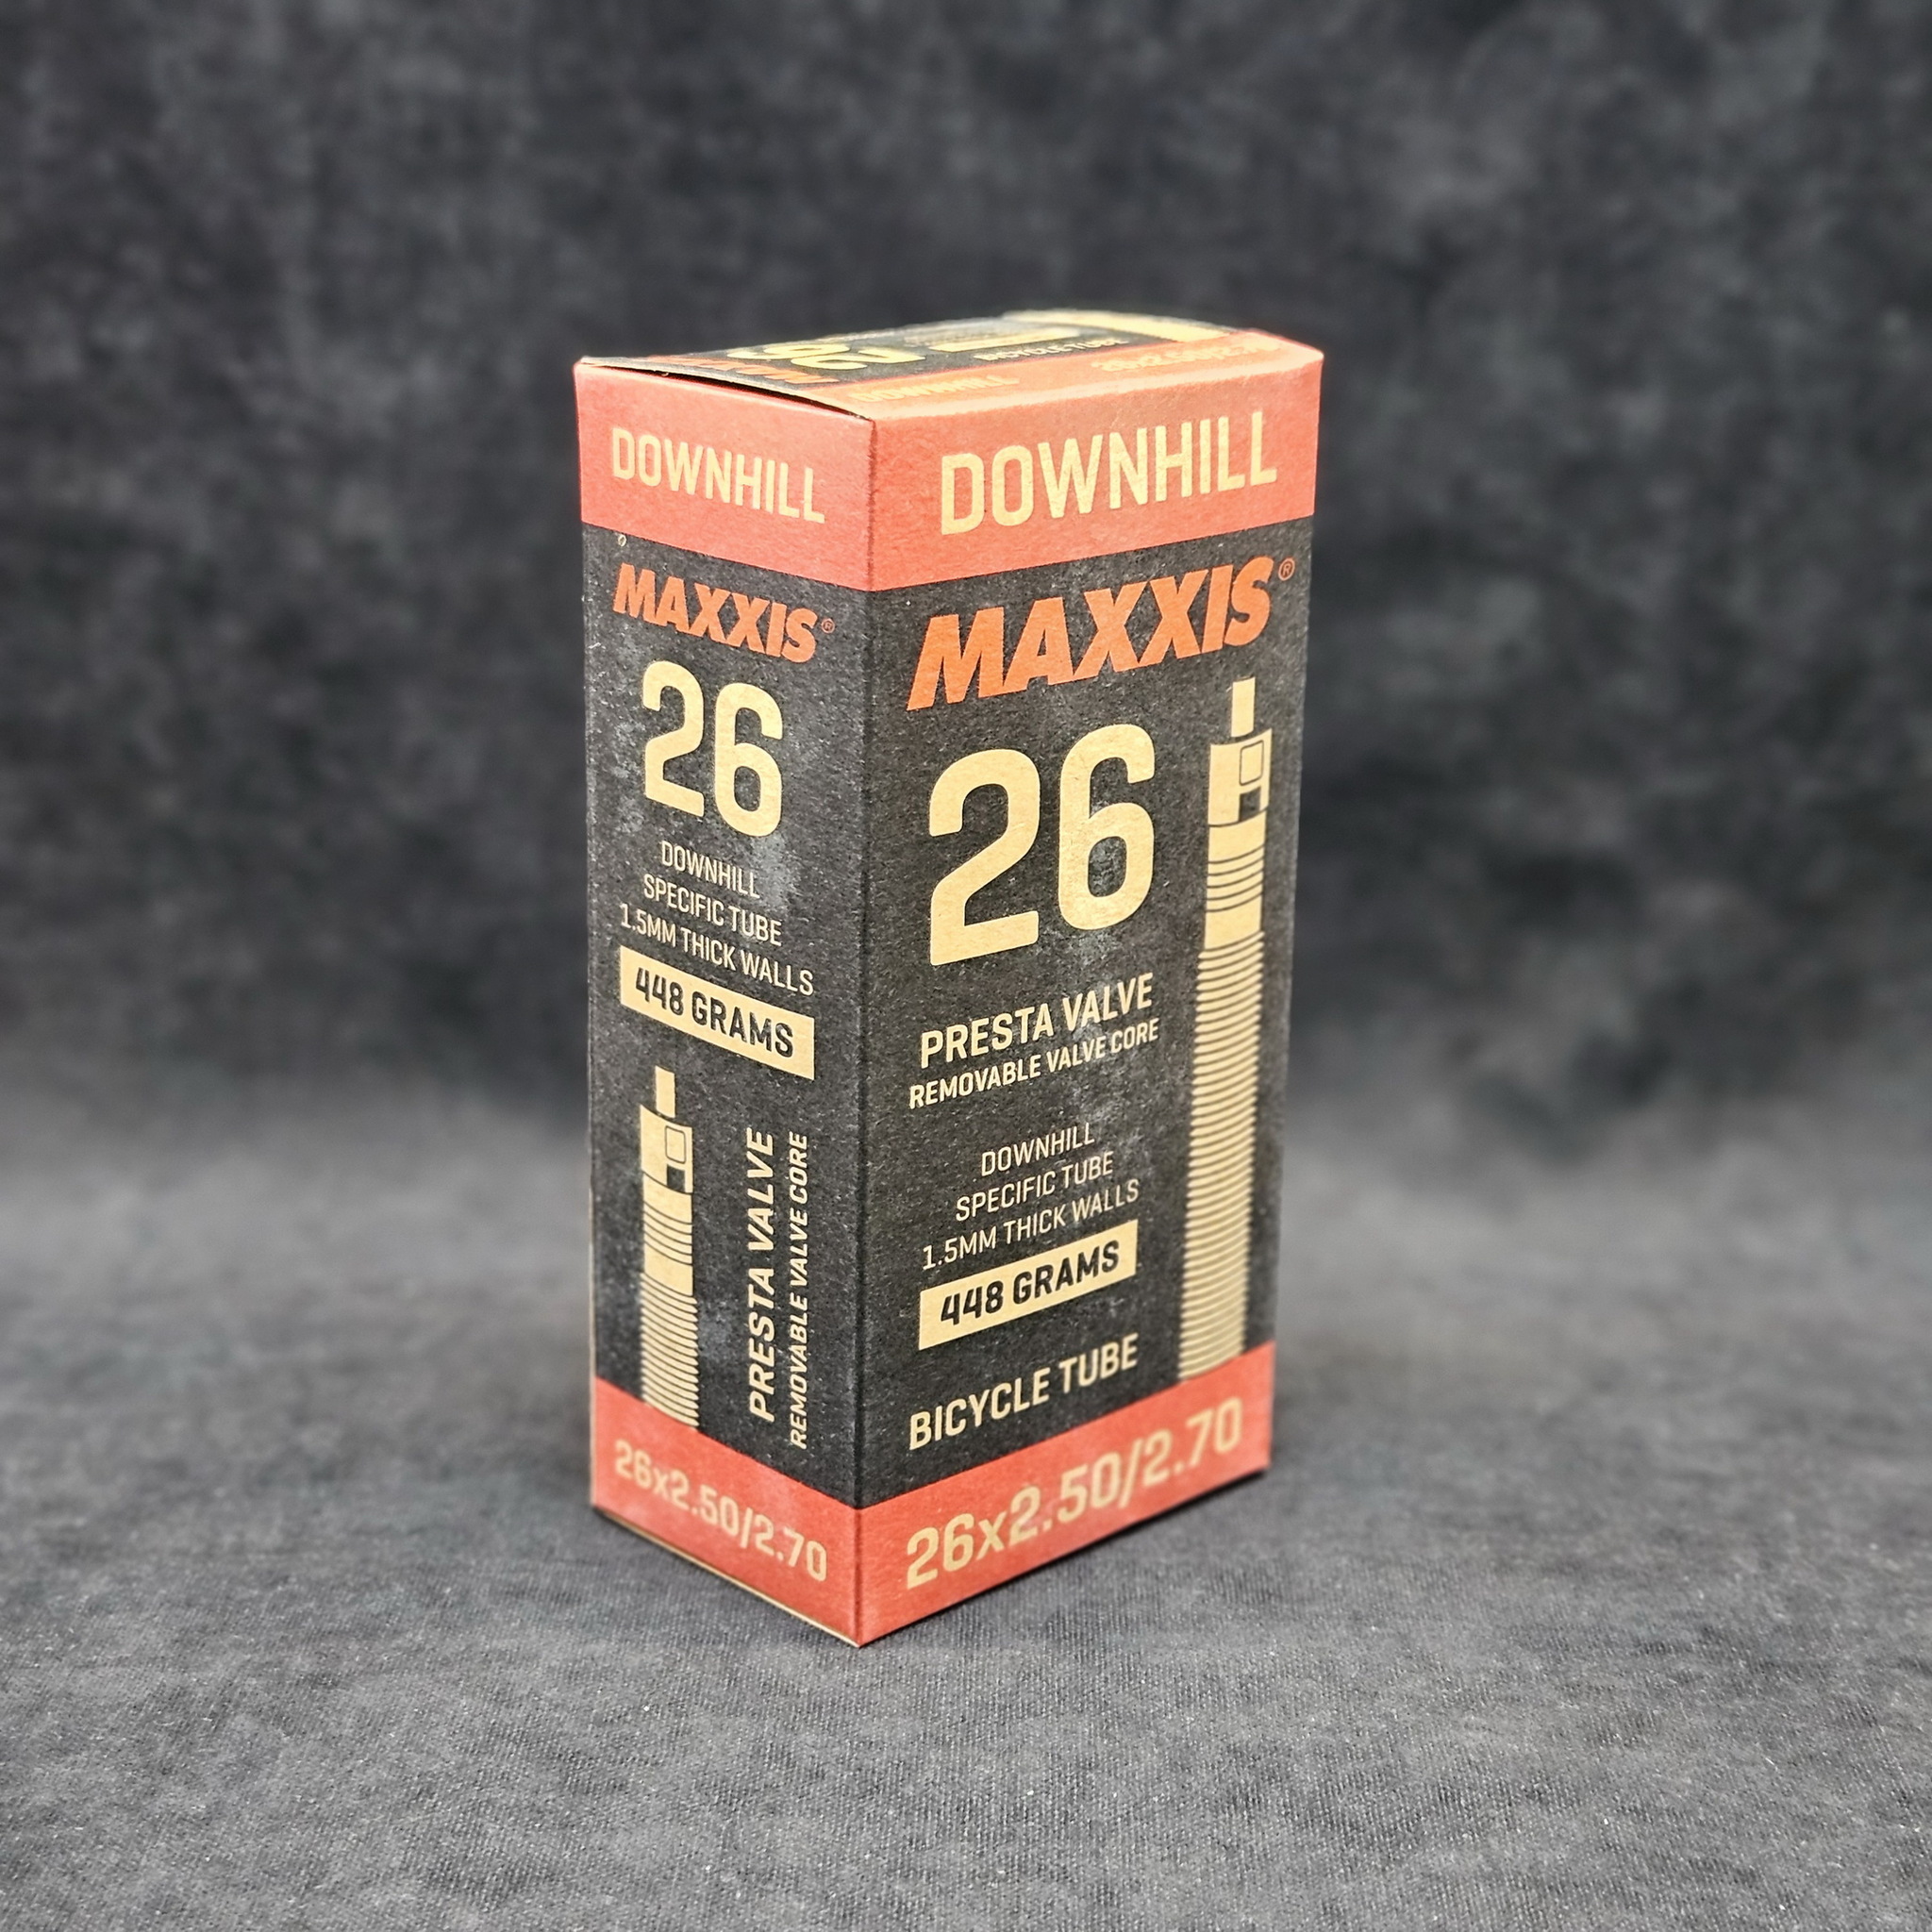 DOWNHILL
MAXXIS®
26
DOWNHILL
SPECIFIC TUBE
1.5MM THICK WALLS
448 GRAMS
PRESTA VALVE
REMOVABLE VALVE CORE
26x2.50/2.70
DOWNHILL
MAXXIS®
26
PRESTA VALVE
REMOVABLE VALVE CORE
DOWNHILL
SPECIFIC TUBE
1.5MM THICK WALLS
448 GRAMS
BICYCLE TUBE
26x2.50/2.70
26
BICYCLE TUBE
DOWNHILL